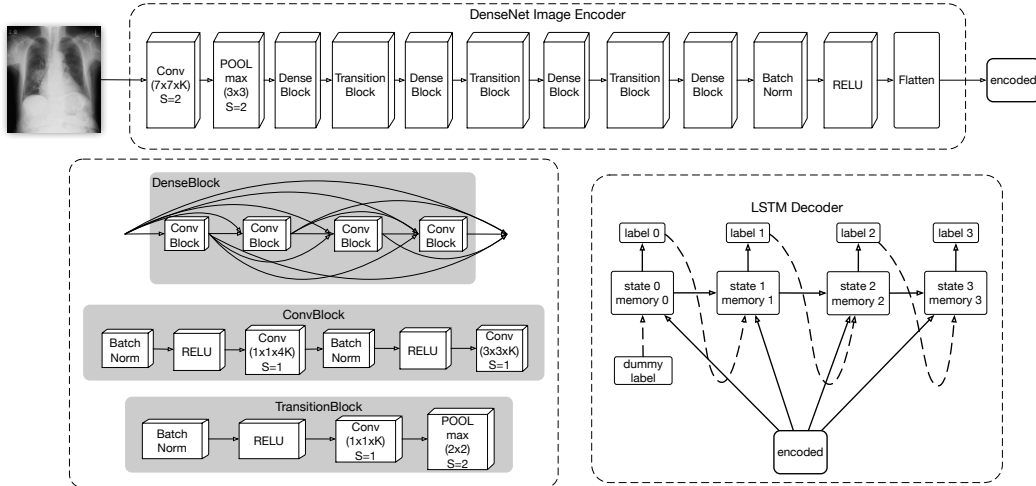 DenseNet Image Encoder
Conv
(7x7xK)
S=2
POOL
max
(3x3)
S=2
Dense
Block
Transition
Block
Dense
Block
Transition
Block
Dense
Block
Transition
Block
Dense
Block
Batch
Norm
RELU
Flatten
encoded
DenseBlock
Conv
Block
Conv
Block
Conv
Block
Conv
Block
ConvBlock
Batch
Norm
RELU
Conv
(1x1x4K)
S=1
Batch
Norm
RELU
Conv
(3x3xK)
S=1
TransitionBlock
Batch
Norm
RELU
Conv
(1x1xK)
S=1
POOL
max
(2x2)
S=2
LSTM Decoder
label 0
label 1
label 2
label 3
state 0
memory 0
state 1
memory 1
state 2
memory 2
state 3
memory 3
dummy
label
encoded